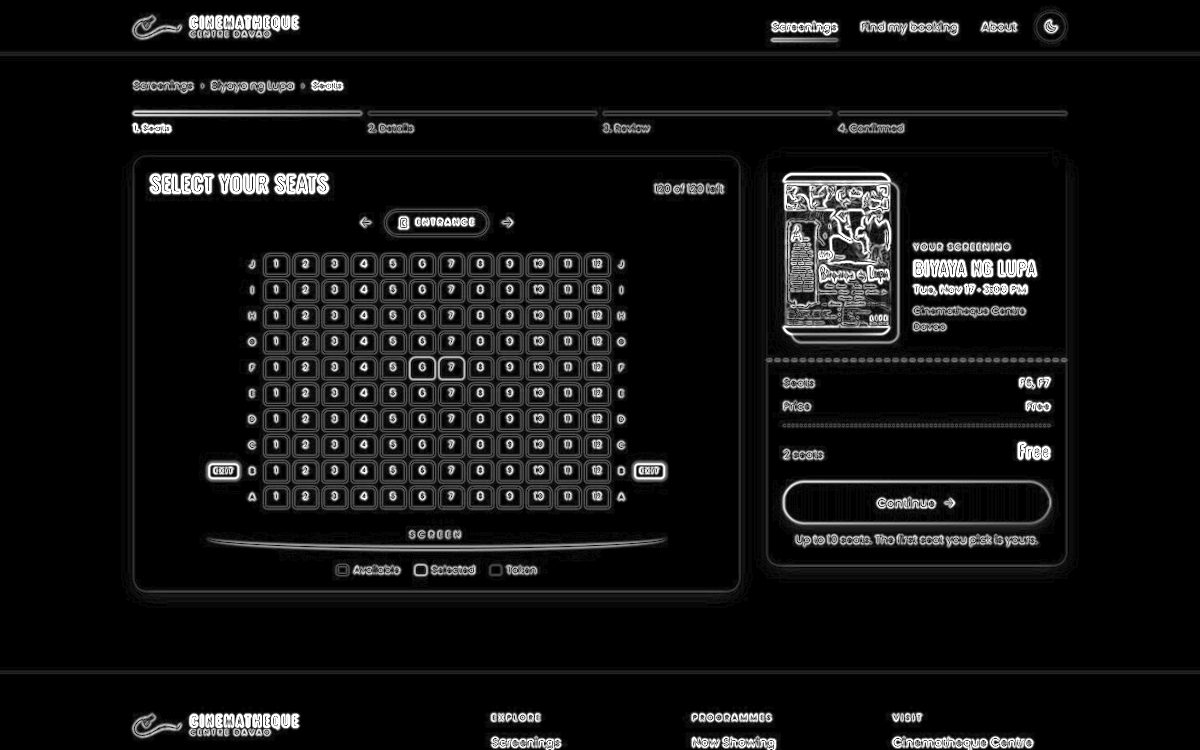 CINEMATHEQUE
CENTRE DAVAO
Screenings
Find my booking
About
Screenings › Biyaya ng Lupa › Seats
1. Seats
2. Details
3. Review
4. Confirmed
SELECT YOUR SEATS
120 of 120 left
← ENTRANCE →
J 1 2 3 4 5 6 7 8 9 10 11 12 J
I 1 2 3 4 5 6 7 8 9 10 11 12 I
H 1 2 3 4 5 6 7 8 9 10 11 12 H
G 1 2 3 4 5 6 7 8 9 10 11 12 G
F 1 2 3 4 5 6 7 8 9 10 11 12 F
E 1 2 3 4 5 6 7 8 9 10 11 12 E
D 1 2 3 4 5 6 7 8 9 10 11 12 D
C 1 2 3 4 5 6 7 8 9 10 11 12 C
EXIT B 1 2 3 4 5 6 7 8 9 10 11 12 B EXIT
A 1 2 3 4 5 6 7 8 9 10 11 12 A
SCREEN
Available
Selected
Taken
Biyaya ng Lupa
YOUR SCREENING
BIYAYA NG LUPA
Tue, Nov 17 • 3:00 PM
Cinematheque Centre
Davao
Seats F6, F7
Price Free
2 seats Free
Continue →
Up to 10 seats. The first seat you pick is yours.
CINEMATHEQUE
CENTRE DAVAO
EXPLORE
Screenings
PROGRAMMES
Now Showing
VISIT
Cinematheque Centre